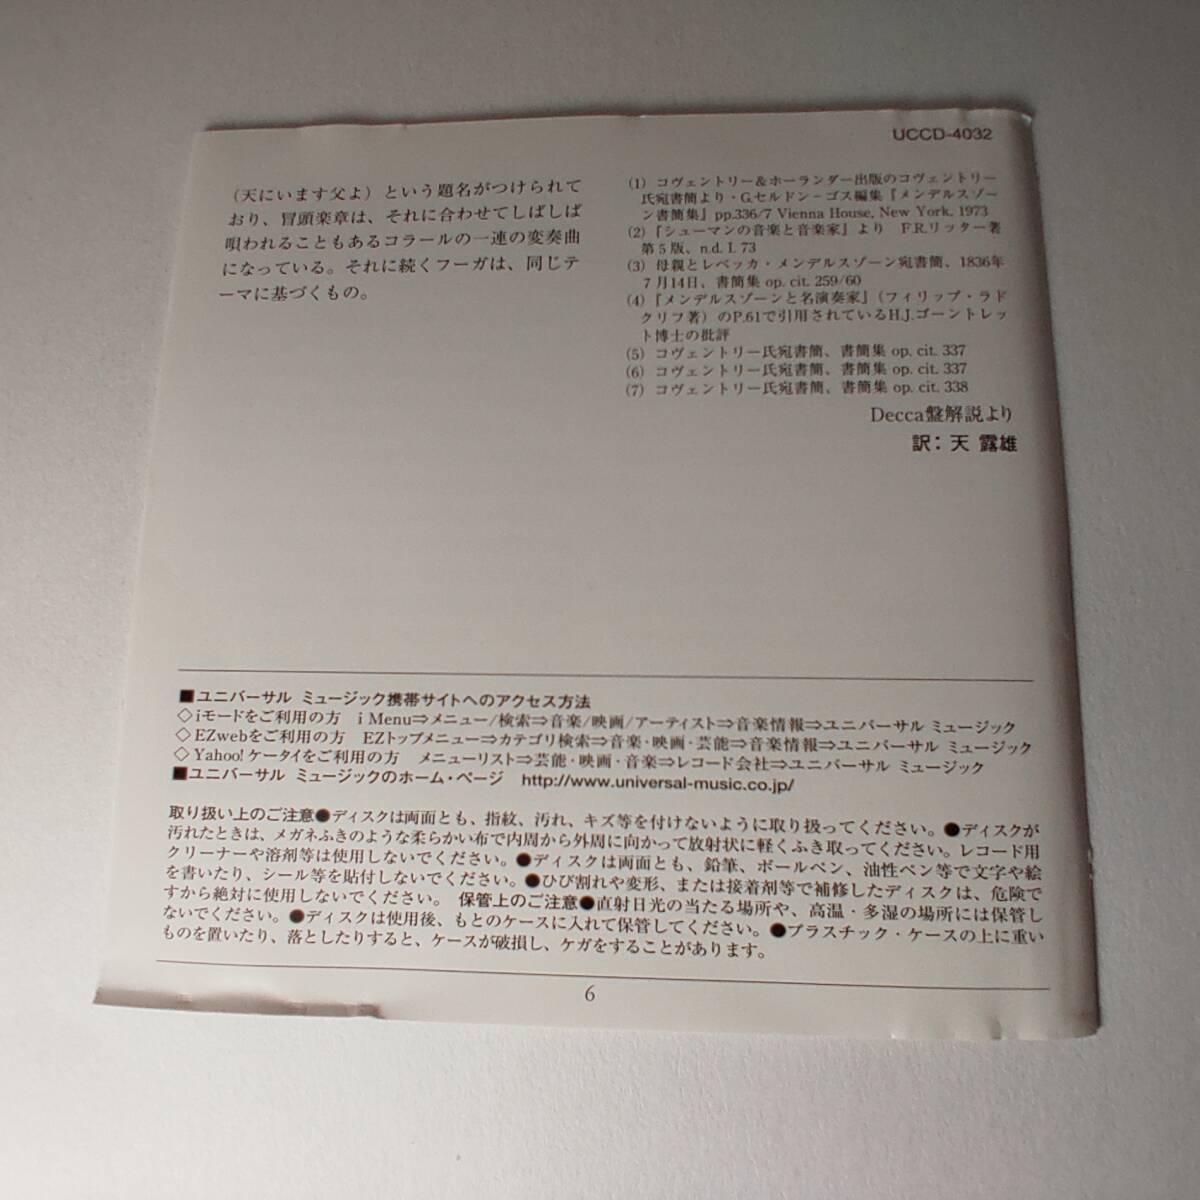 UCCD-4032
（天にいます父よ）という題名がつけられて
おり、冒頭楽章は、それに合わせてしばしば
唄われることもあるコラールの一連の変奏曲
になっている。それに続くフーガは、同じテ
ーマに基づくもの。
(1) コヴェントリー＆ホーランダー出版のコヴェントリー
氏宛書簡より・G.セルドン－ゴス編集『メンデルスゾー
ン書簡集』pp.336/7 Vienna House, New York, 1973
(2)『シューマンの音楽と音楽家』より　F.R.リッター著
第５版、n.d. I. 73
(3) 母親とレベッカ・メンデルスゾーン宛書簡、1836年
７月14日、書簡集 op. cit. 259/60
(4)『メンデルスゾーンと名演奏家』（フィリップ・ラド
クリフ著）のP.61で引用されているH.J.ゴーントレッ
ト博士の批評
(5) コヴェントリー氏宛書簡、書簡集 op. cit. 337
(6) コヴェントリー氏宛書簡、書簡集 op. cit. 337
(7) コヴェントリー氏宛書簡、書簡集 op. cit. 338
Decca盤解説より
訳：天 露雄
■ユニバーサル ミュージック携帯サイトへのアクセス方法
◇iモードをご利用の方　i Menu⇒メニュー/検索⇒音楽/映画/アーティスト⇒音楽情報⇒ユニバーサル ミュージック
◇EZwebをご利用の方　EZトップメニュー⇒カテゴリ検索⇒音楽・映画・芸能⇒音楽情報⇒ユニバーサル ミュージック
◇Yahoo!ケータイをご利用の方　メニューリスト⇒芸能・映画・音楽⇒レコード会社⇒ユニバーサル ミュージック
■ユニバーサル ミュージックのホーム・ページ　http://www.universal-music.co.jp/
取り扱い上のご注意●ディスクは両面とも、指紋、汚れ、キズ等を付けないように取り扱ってください。●ディスクが
汚れたときは、メガネふきのような柔らかい布で内周から外周に向かって放射状に軽くふき取ってください。レコード用
クリーナーや溶剤等は使用しないでください。●ディスクは両面とも、鉛筆、ボールペン、油性ペン等で文字や絵
を書いたり、シール等を貼付しないでください。●ひび割れや変形、または接着剤等で補修したディスクは、危険で
すから絶対に使用しないでください。 保管上のご注意●直射日光の当たる場所や、高温・多湿の場所には保管し
ないでください。●ディスクは使用後、もとのケースに入れて保管してください。●プラスチック・ケースの上に重い
ものを置いたり、落としたりすると、ケースが破損し、ケガをすることがあります。
6